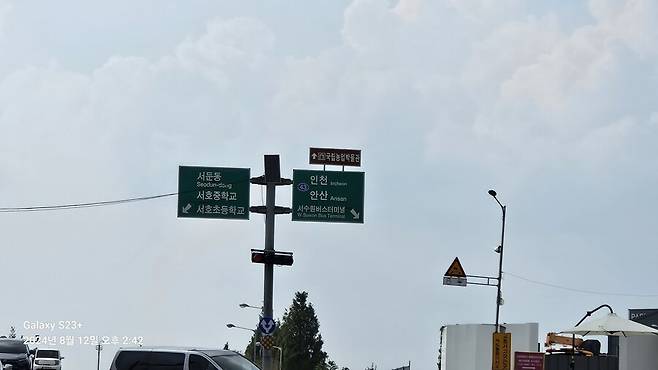 국립농업박물관
서둔동
Seodun-dong
서호중학교
서호초등학교
43
인천 Incheon
안산 Ansan
서수원버스터미널
W Suwon Bus Terminal
Galaxy S23+
2024년 8월 12일 오후 2:42